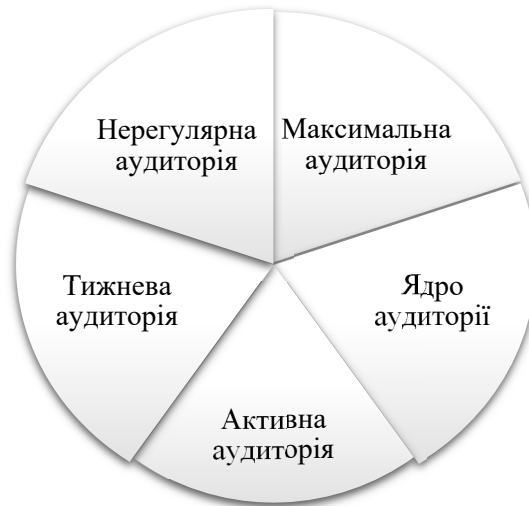 Нерегулярна
аудиторія
Максимальна
аудиторія
Ядро
аудиторії
Активна
аудиторія
Тижнева
аудиторія